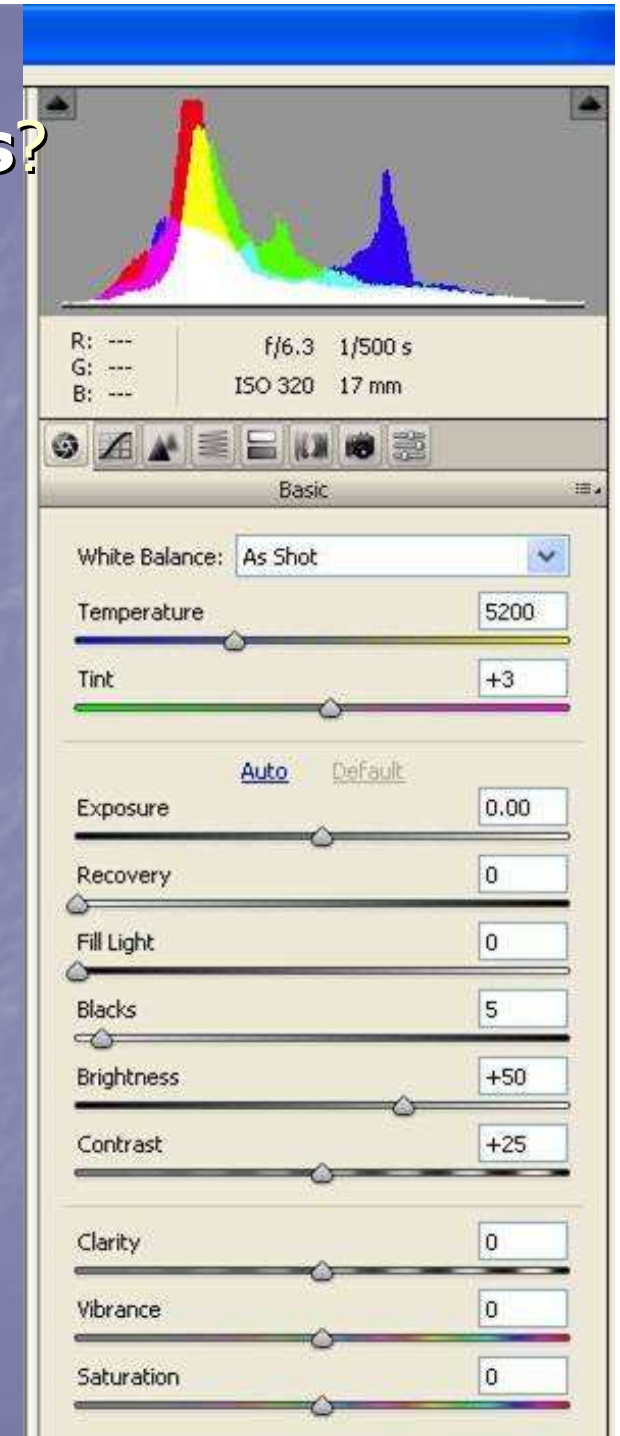 s?
R: ---
G: ---
B: ---
f/6.3 1/500 s
ISO 320 17 mm
Basic
White Balance: As Shot
Temperature 5200
Tint +3
Auto Default
Exposure 0.00
Recovery 0
Fill Light 0
Blacks 5
Brightness +50
Contrast +25
Clarity 0
Vibrance 0
Saturation 0